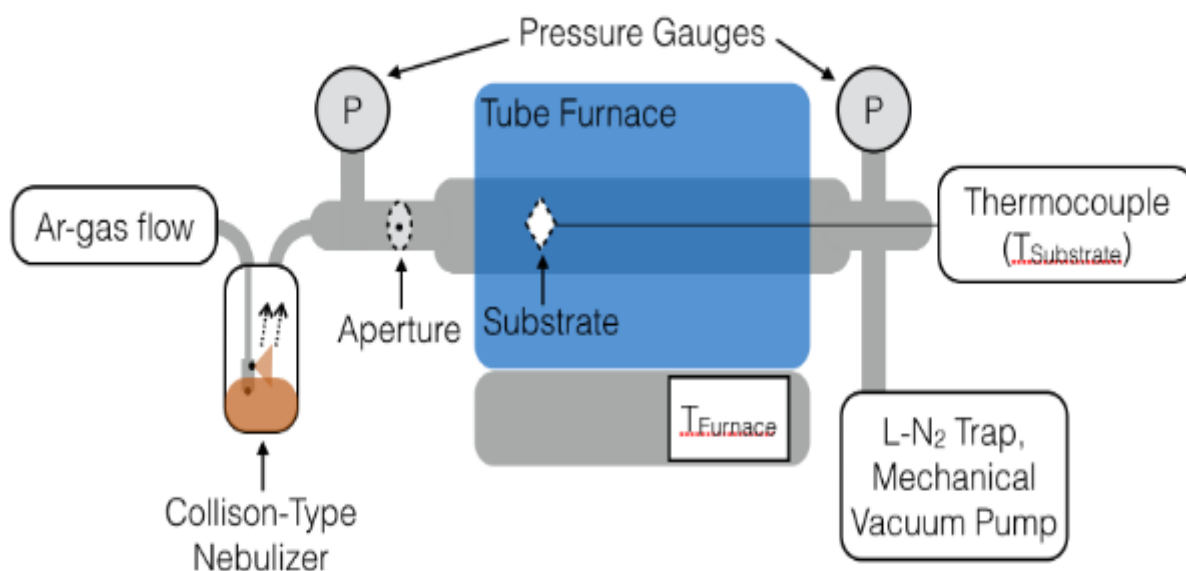 Pressure Gauges
P
P
Tube Furnace
Ar-gas flow
Thermocouple
(TSubstrate)
Aperture
Substrate
TFurnace
L-N₂ Trap,
Mechanical
Vacuum Pump
Collison-Type
Nebulizer